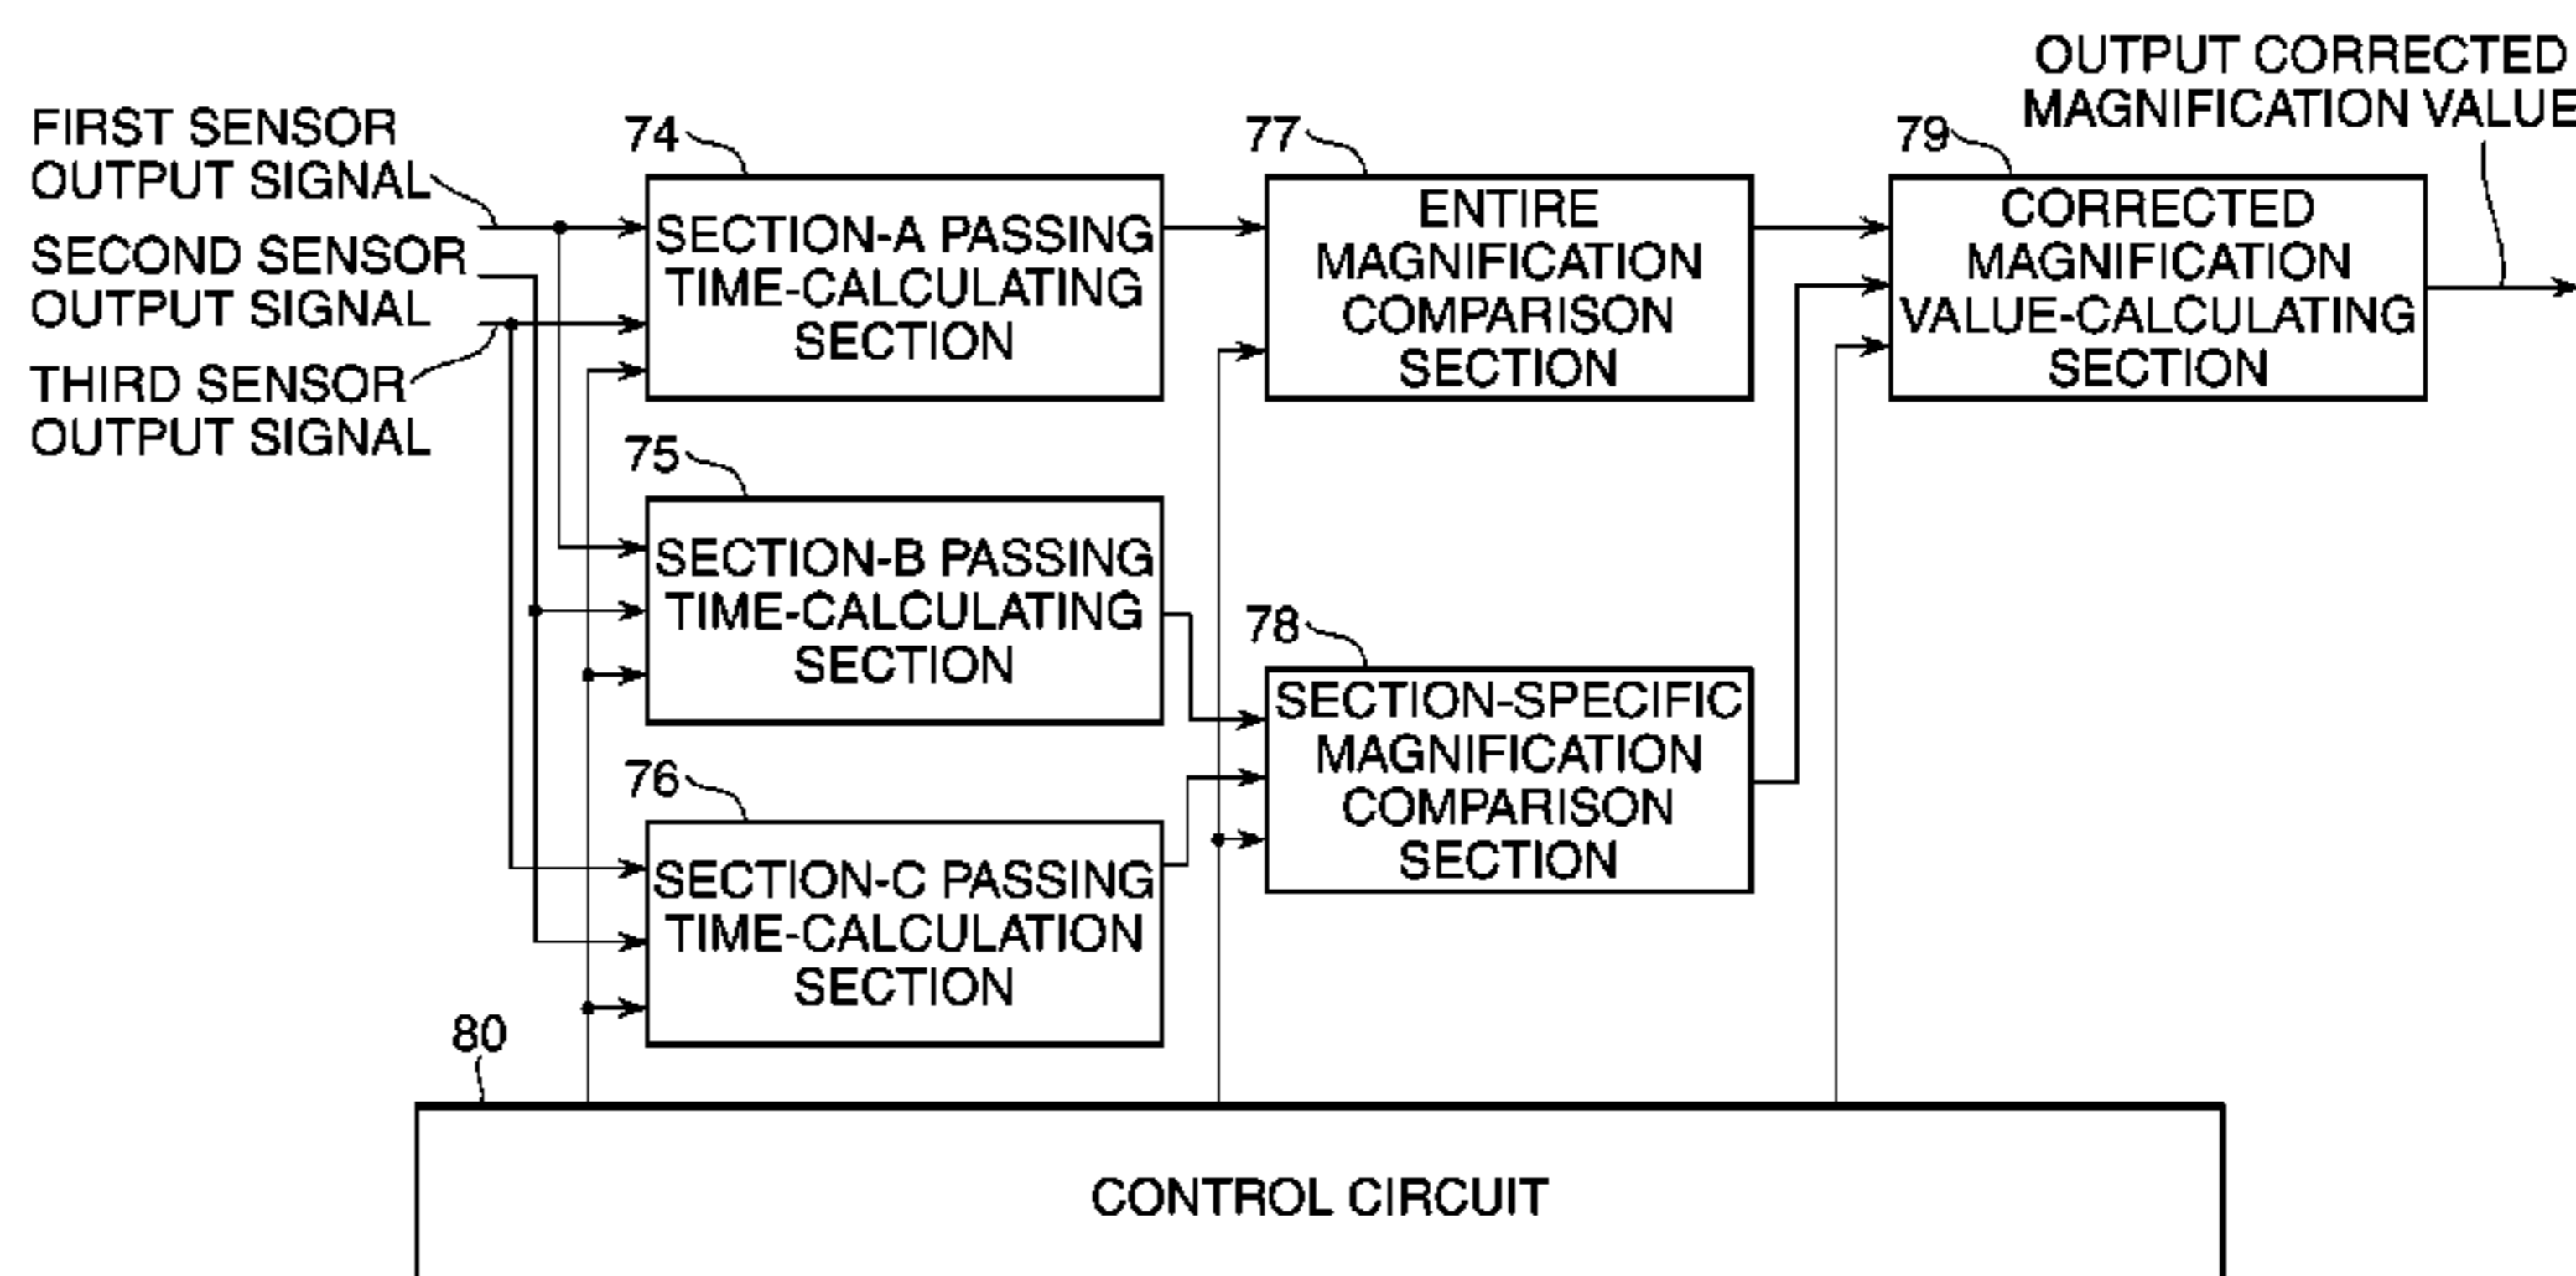 OUTPUT CORRECTED
MAGNIFICATION VALUE
FIRST SENSOR
OUTPUT SIGNAL
SECOND SENSOR
OUTPUT SIGNAL
THIRD SENSOR
OUTPUT SIGNAL
74
SECTION-A PASSING
TIME-CALCULATING
SECTION
77
ENTIRE
MAGNIFICATION
COMPARISON
SECTION
79
CORRECTED
MAGNIFICATION
VALUE-CALCULATING
SECTION
75
SECTION-B PASSING
TIME-CALCULATING
SECTION
78
SECTION-SPECIFIC
MAGNIFICATION
COMPARISON
SECTION
76
SECTION-C PASSING
TIME-CALCULATION
SECTION
80
CONTROL CIRCUIT